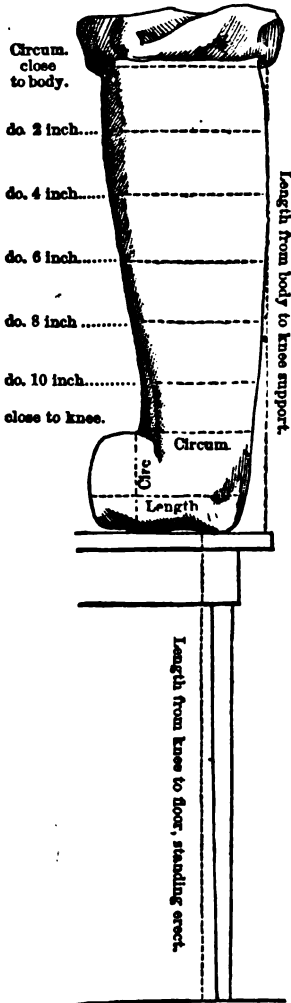 Circum.
close
to body.
do. 2 inch....
do. 4 inch.......
do. 6 inch..........
do. 8 inch ............
do. 10 inch............
close to knee.
Length from body to knee support.
Circum.
Circ
Length
Length from knee to floor, standing erect.